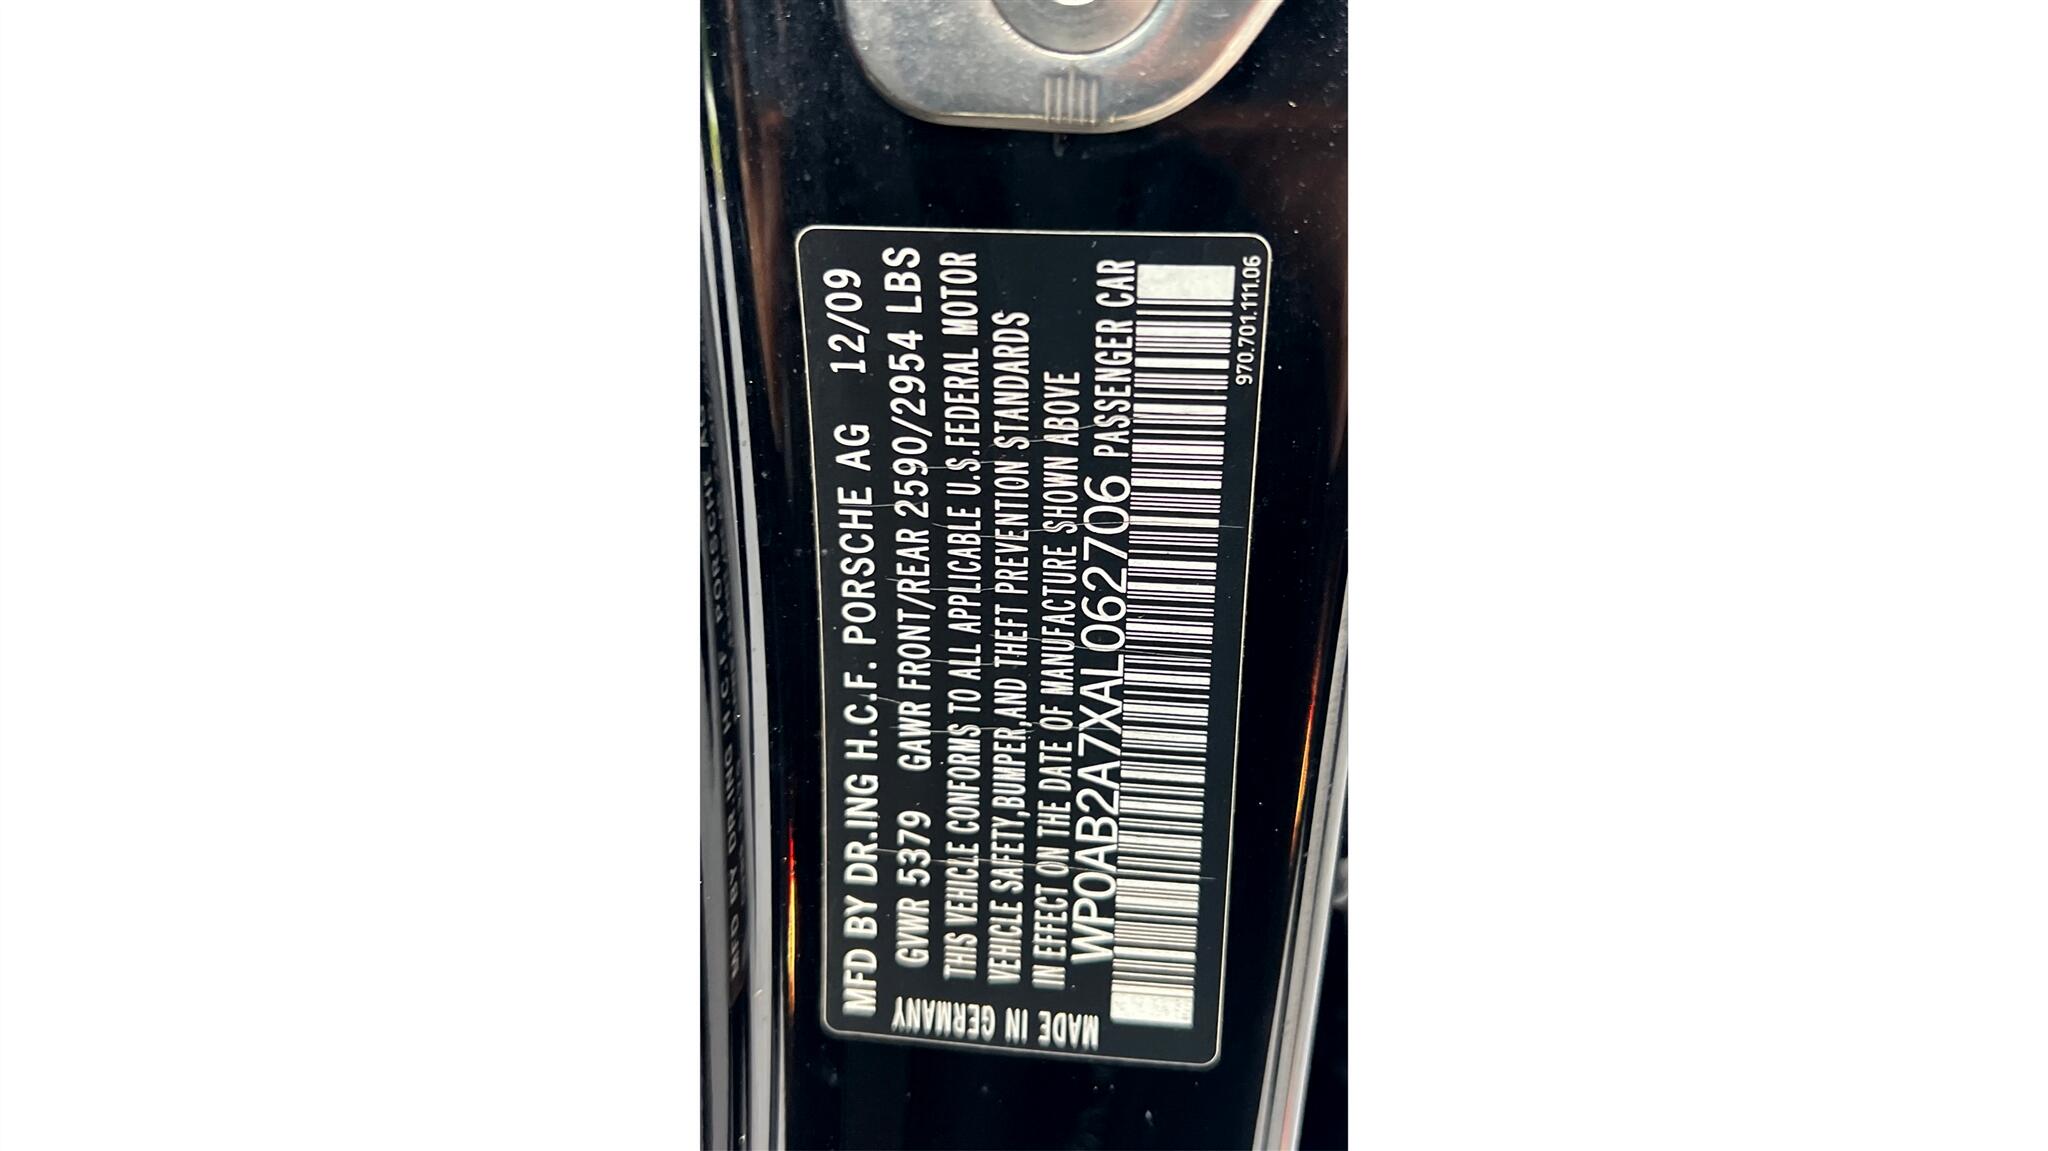 MFD BY DR.ING H.C.F. PORSCHE AG 12/09
GVWR 5379 GAWR FRONT/REAR 2590/2954 LBS
THIS VEHICLE CONFORMS TO ALL APPLICABLE U.S.FEDERAL MOTOR
VEHICLE SAFETY,BUMPER,AND THEFT PREVENTION STANDARDS
IN EFFECT ON THE DATE OF MANUFACTURE SHOWN ABOVE
WP0AB2A7XAL062706 PASSENGER CAR
970.701.111.06
MADE IN GERMANY